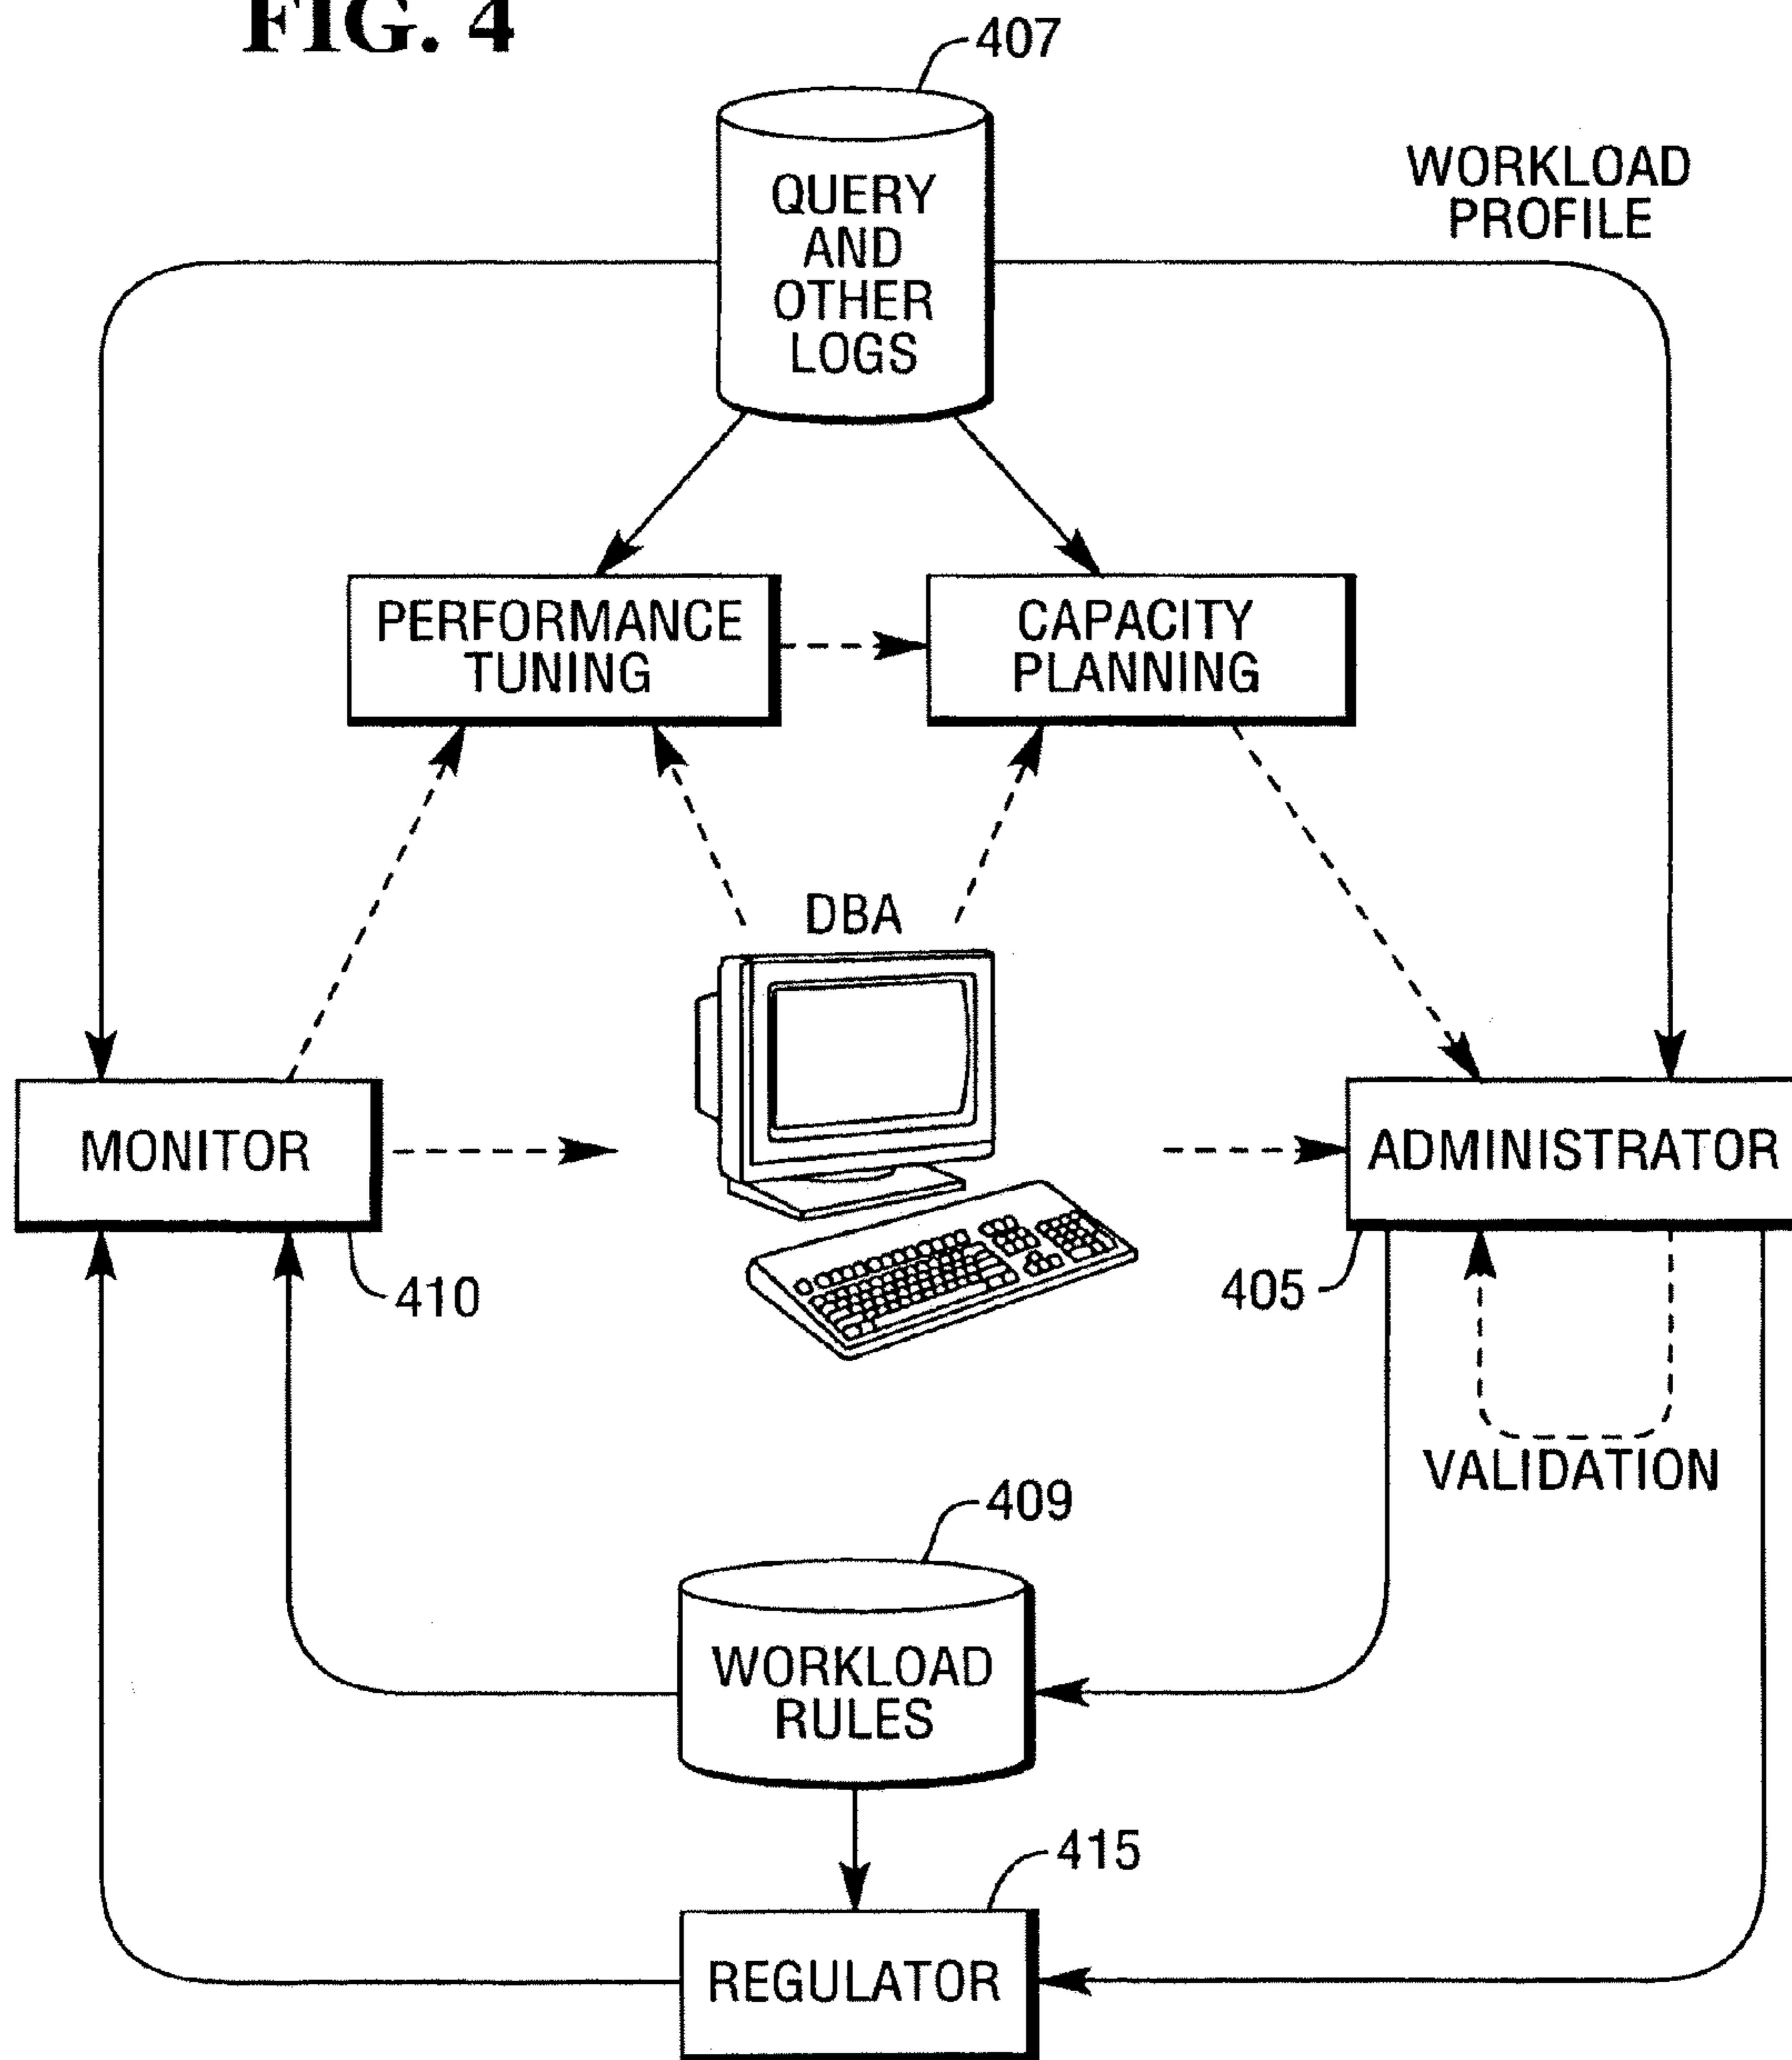 FIG. 4
407
QUERY
AND
OTHER
LOGS
WORKLOAD
PROFILE
PERFORMANCE
TUNING
CAPACITY
PLANNING
DBA
MONITOR
ADMINISTRATOR
410
405
VALIDATION
409
WORKLOAD
RULES
415
REGULATOR